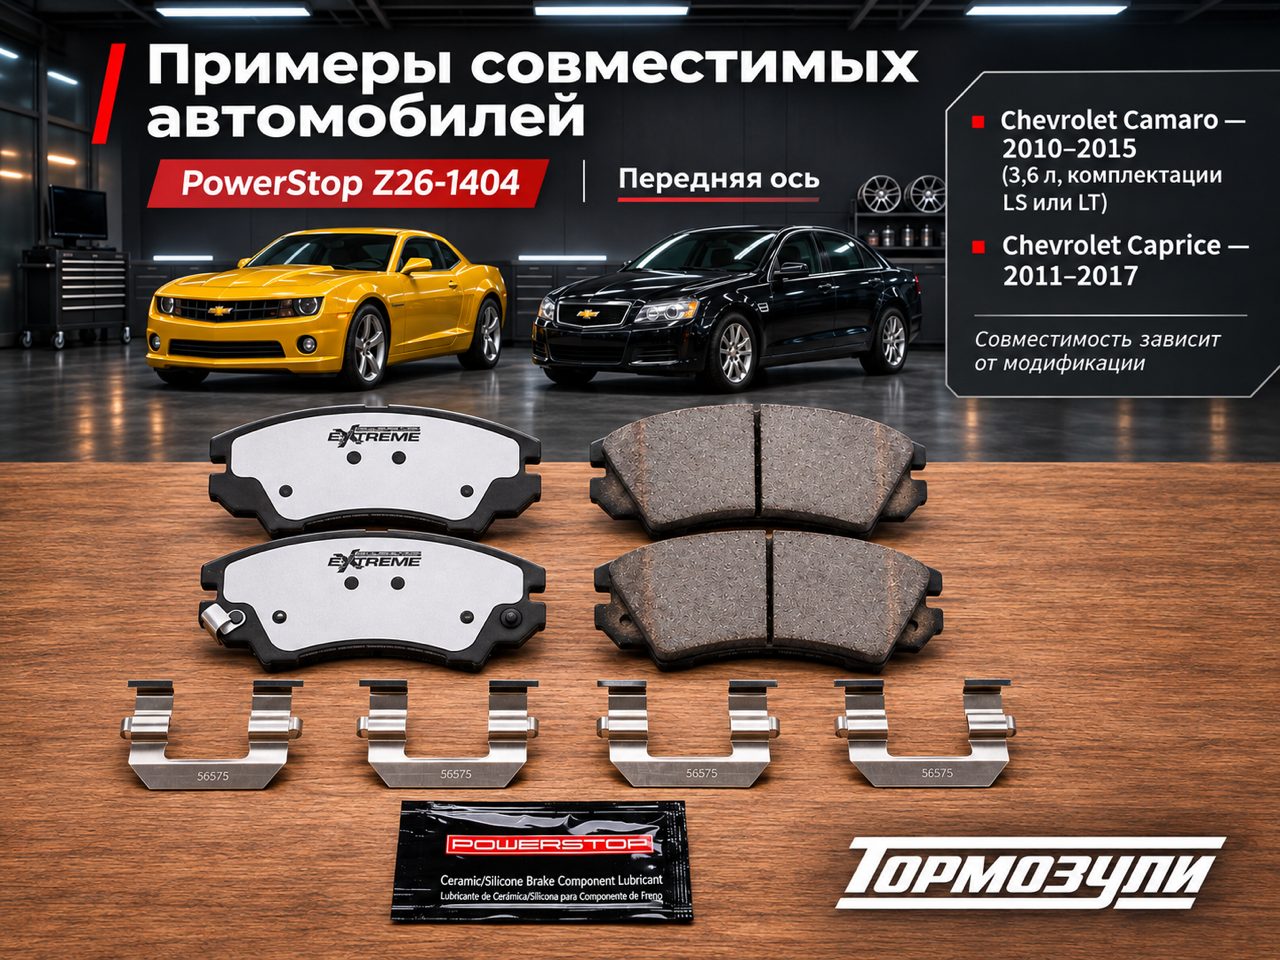 Примеры совместимых
автомобилей
PowerStop Z26-1404
Передняя ось
Chevrolet Camaro —
2010–2015
(3,6 л, комплектации
LS или LT)
Chevrolet Caprice —
2011–2017
Совместимость зависит
от модификации
EXTREME
EXTREME
56575
56575
56575
56575
POWERSTOP
Ceramic/Silicone Brake Component Lubricant
Lubricante de Cerámica/Silicona para Componente de Freno
Тормозули